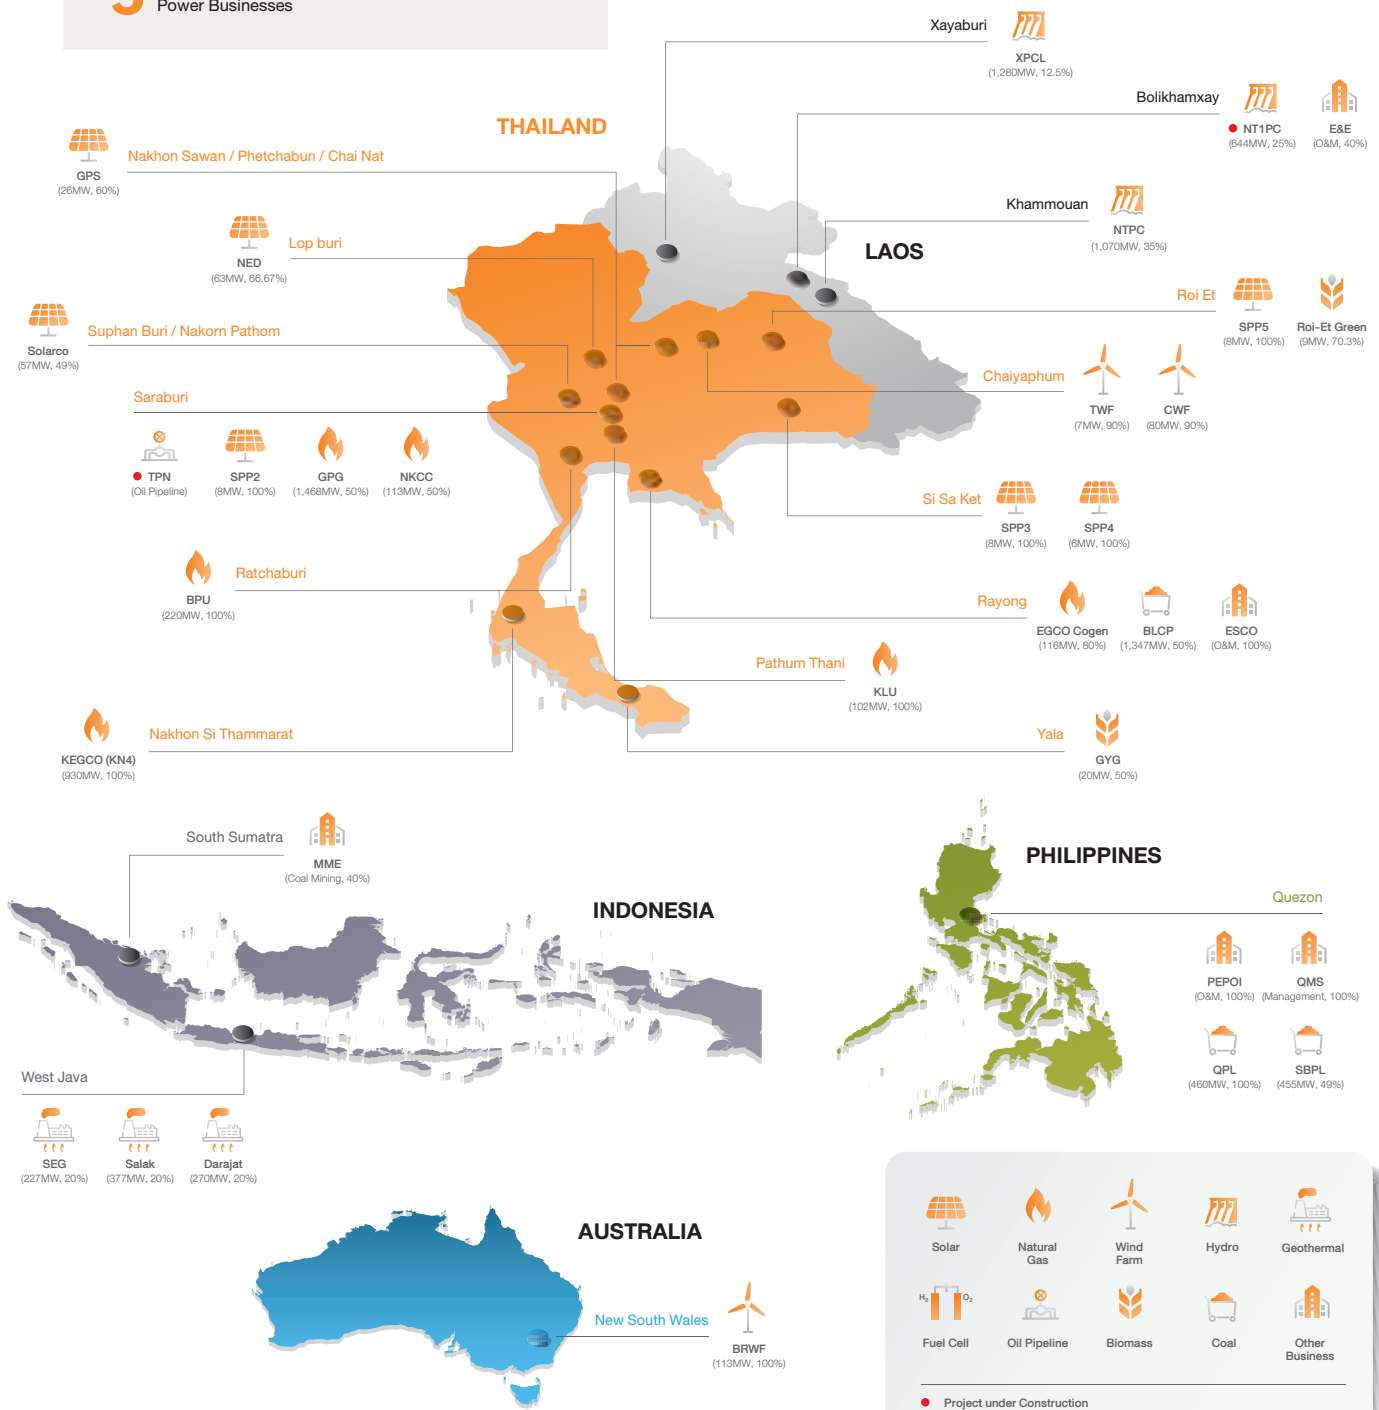 Power Businesses
Xayaburi
XPCL
(1,280MW, 12.5%)
Bolikhamxay
NT1PC
(644MW, 25%)
E&E
(O&M, 40%)
THAILAND
Nakhon Sawan / Phetchabun / Chai Nat
GPS
(26MW, 60%)
Khammouan
NTPC
(1,070MW, 35%)
LAOS
Lop buri
NED
(63MW, 66.67%)
Roi Et
SPP5
(8MW, 100%)
Roi-Et Green
(9MW, 70.3%)
Suphan Buri / Nakorn Pathom
Solarco
(57MW, 49%)
Chaiyaphum
TWF
(7MW, 90%)
CWF
(80MW, 90%)
Saraburi
TPN
(Oil Pipeline)
SPP2
(8MW, 100%)
GPG
(1,468MW, 50%)
NKCC
(113MW, 50%)
Si Sa Ket
SPP3
(8MW, 100%)
SPP4
(6MW, 100%)
Ratchaburi
BPU
(220MW, 100%)
Rayong
EGCO Cogen
(116MW, 80%)
BLCP
(1,347MW, 50%)
ESCO
(O&M, 100%)
Pathum Thani
KLU
(102MW, 100%)
Nakhon Si Thammarat
KEGCO (KN4)
(930MW, 100%)
Yala
GYG
(20MW, 50%)
South Sumatra
MME
(Coal Mining, 40%)
INDONESIA
PHILIPPINES
Quezon
PEPOI
(O&M, 100%)
QMS
(Management, 100%)
QPL
(460MW, 100%)
SBPL
(455MW, 49%)
West Java
SEG
(227MW, 20%)
Salak
(377MW, 20%)
Darajat
(270MW, 20%)
AUSTRALIA
New South Wales
BRWF
(113MW, 100%)
Solar
Natural
Gas
Wind
Farm
Hydro
Geothermal
H2
O2
Fuel Cell
Oil Pipeline
Biomass
Coal
Other
Business
Project under Construction